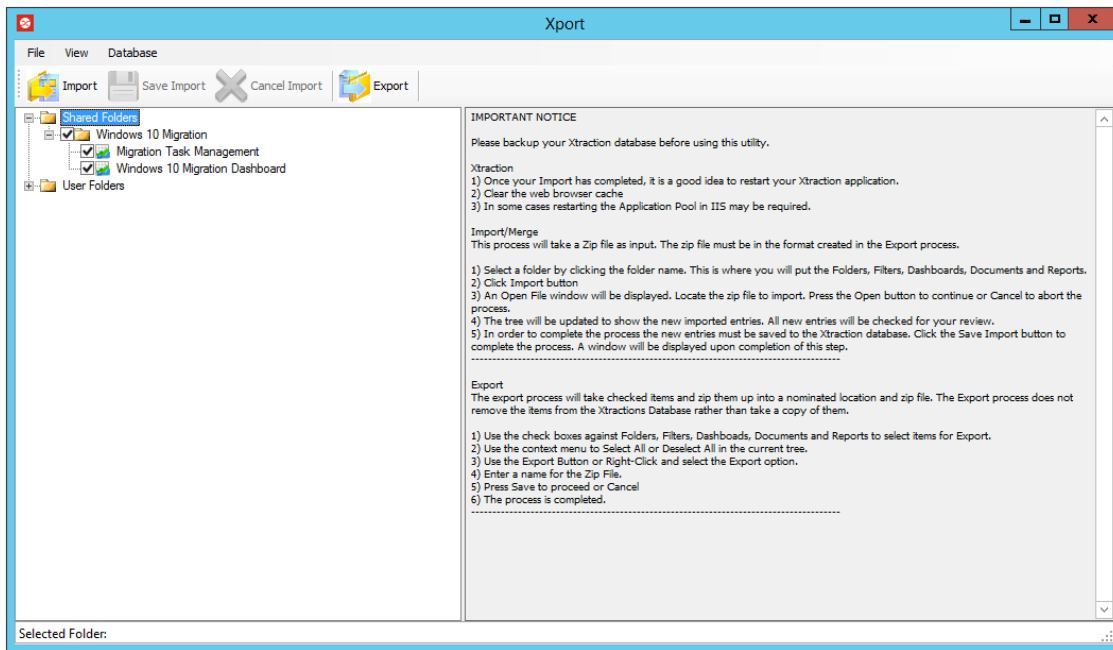 Xport
File View Database
Import Save Import Cancel Import Export
Shared Folders
Windows 10 Migration
Migration Task Management
Windows 10 Migration Dashboard
User Folders
IMPORTANT NOTICE
Please backup your Xtraction database before using this utility.
Xtraction
1) Once your Import has completed, it is a good idea to restart your Xtraction application.
2) Clear the web browser cache
3) In some cases restarting the Application Pool in IIS may be required.
Import/Merge
This process will take a Zip file as input. The zip file must be in the format created in the Export process.
1) Select a folder by clicking the folder name. This is where you will put the Folders, Filters, Dashboards, Documents and Reports.
2) Click Import button
3) An Open File window will be displayed. Locate the zip file to import. Press the Open button to continue or Cancel to abort the
process.
4) The tree will be updated to show the new imported entries. All new entries will be checked for your review.
5) In order to complete the process the new entries must be saved to the Xtraction database. Click the Save Import button to
complete the process. A window will be displayed upon completion of this step.
--------------------------------------------------------------------------------------
Export
The export process will take checked items and zip them up into a nominated location and zip file. The Export process does not
remove the items from the Xtractions Database rather than take a copy of them.
1) Use the check boxes against Folders, Filters, Dashboads, Documents and Reports to select items for Export.
2) Use the context menu to Select All or Deselect All in the current tree.
3) Use the Export Button or Right-Click and select the Export option.
4) Enter a name for the Zip File.
5) Press Save to proceed or Cancel
6) The process is completed.
--------------------------------------------------------------------------------------
Selected Folder: